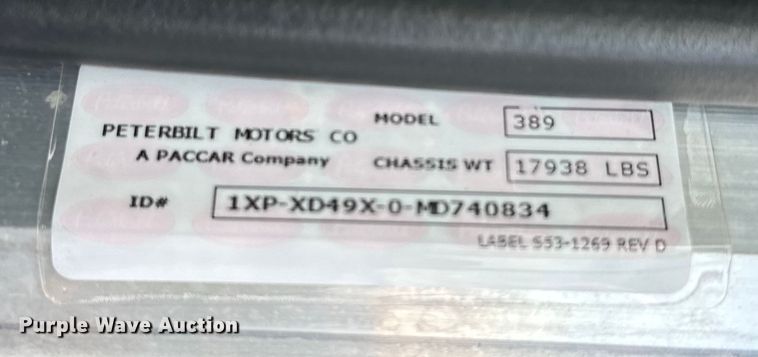 PETERBILT MOTORS CO
A PACCAR Company
MODEL 389
CHASSIS WT 17938 LBS
ID# 1XP-XD49X-0-MD740834
LABEL S53-1269 REV D
Purple Wave Auction